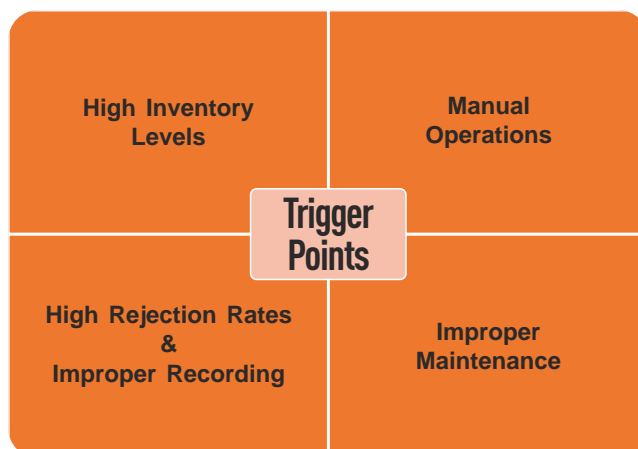 High Inventory
Levels
Manual
Operations
Trigger
Points
High Rejection Rates
&
Improper Recording
Improper
Maintenance